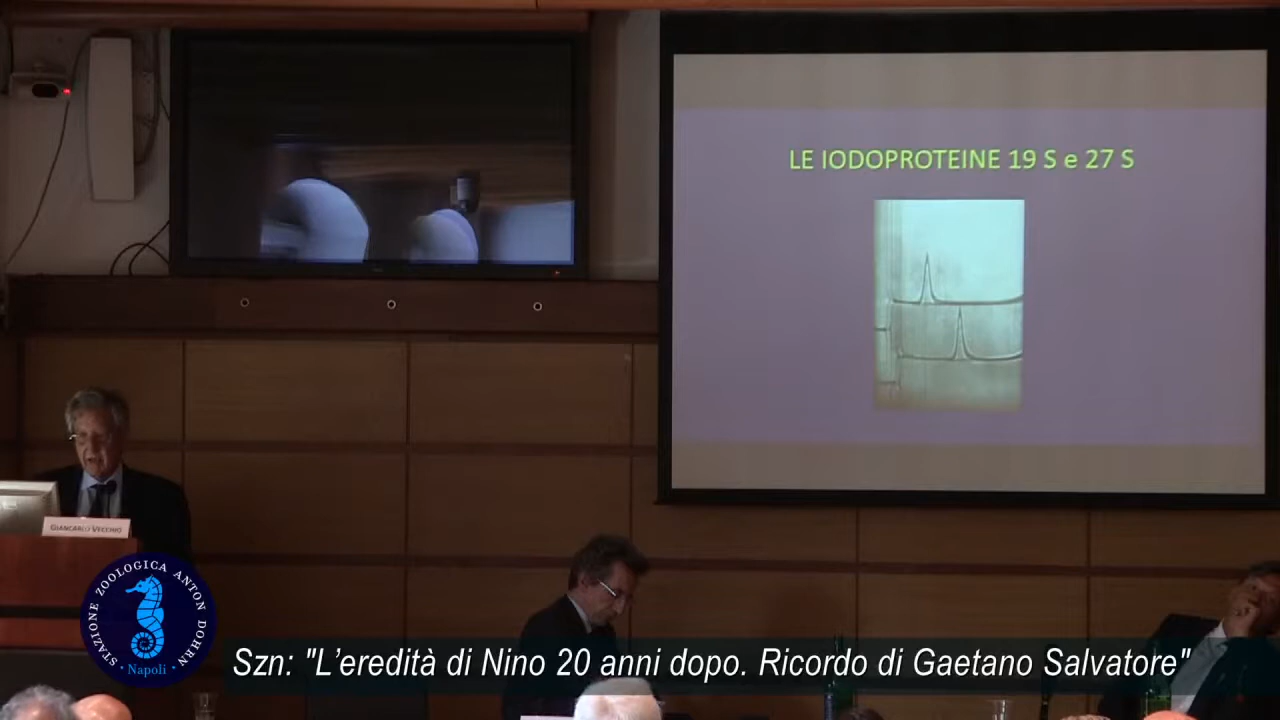 LE IODOPROTEINE 19 S e 27 S
GIANCARLO VECCHIO
STAZIONE ZOOLOGICA ANTON DOHRN
• Napoli •
Szn: "L'eredità di Nino 20 anni dopo. Ricordo di Gaetano Salvatore"